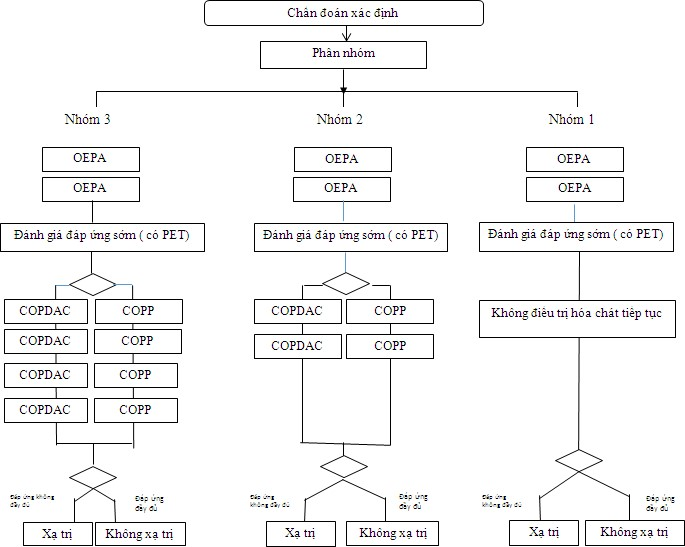 Chẩn đoán xác định
Phân nhóm
Nhóm 3
Nhóm 2
Nhóm 1
OEPA
OEPA
OEPA
OEPA
OEPA
OEPA
Đánh giá đáp ứng sớm ( có PET)
Đánh giá đáp ứng sớm ( có PET)
Đánh giá đáp ứng sớm ( có PET)
COPDAC
COPP
COPDAC
COPP
Không điều trị hóa chất tiếp tục
COPDAC
COPP
COPDAC
COPP
COPDAC
COPP
COPDAC
COPP
Đáp ứng không
đầy đủ
Đáp ứng
đầy đủ
Đáp ứng
không đầy đủ
Đáp ứng
đầy đủ
Đáp ứng
không đầy đủ
Đáp ứng
đầy đủ
Xạ trị
Không xạ trị
Xạ trị
Không xạ trị
Xạ trị
Không xạ trị